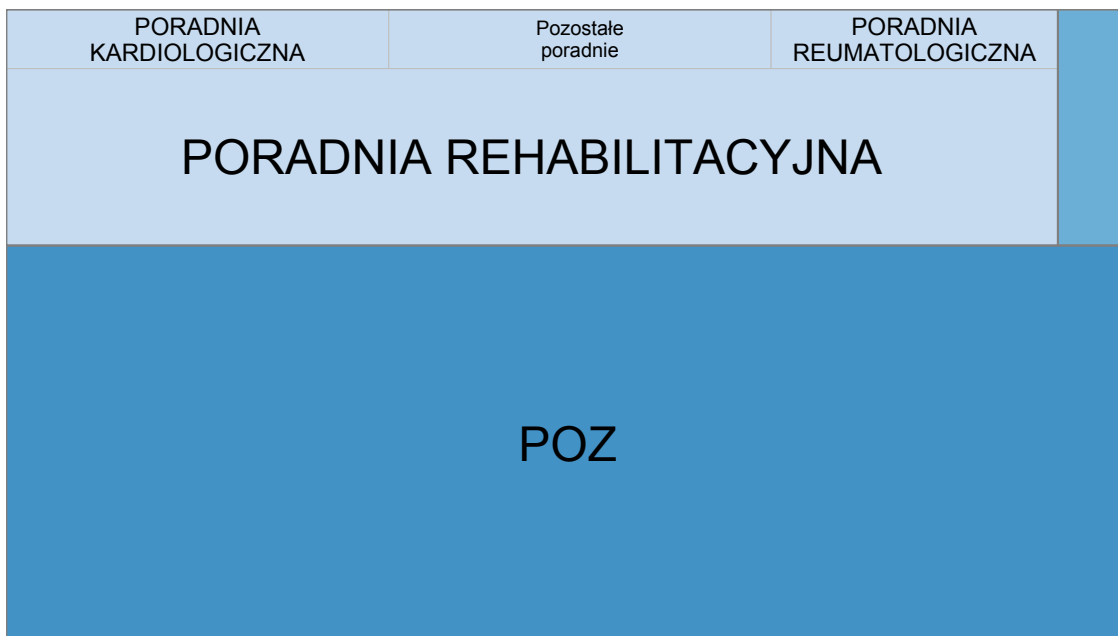 PORADNIA
KARDIOLOGICZNA
Pozostałe
poradnie
PORADNIA
REUMATOLOGICZNA
PORADNIA REHABILITACYJNA
POZ